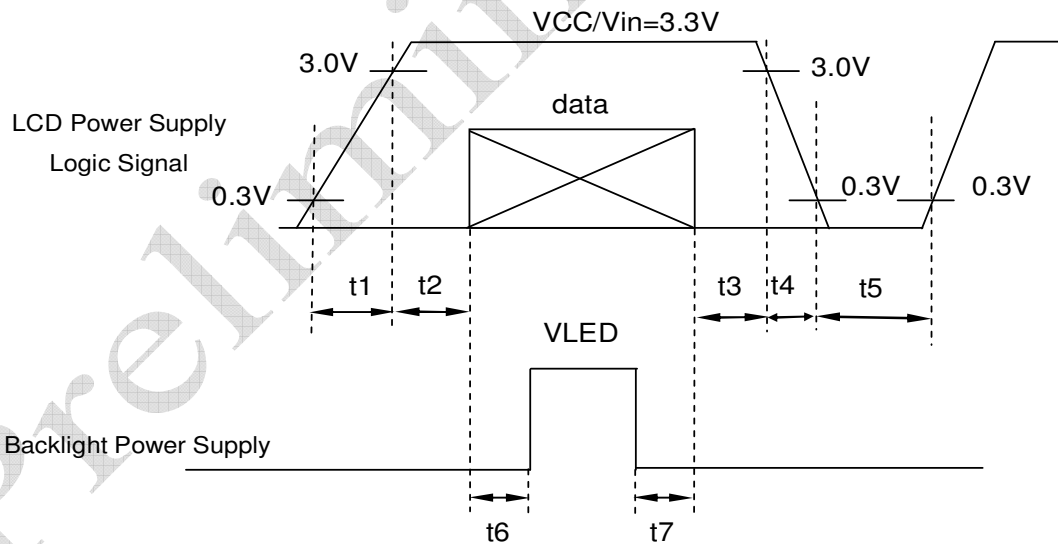 VCC/Vin=3.3V
3.0V
3.0V
data
LCD Power Supply
Logic Signal
0.3V
0.3V
0.3V
t1
t2
t3
t4
t5
VLED
Backlight Power Supply
t6
t7
Prelimi